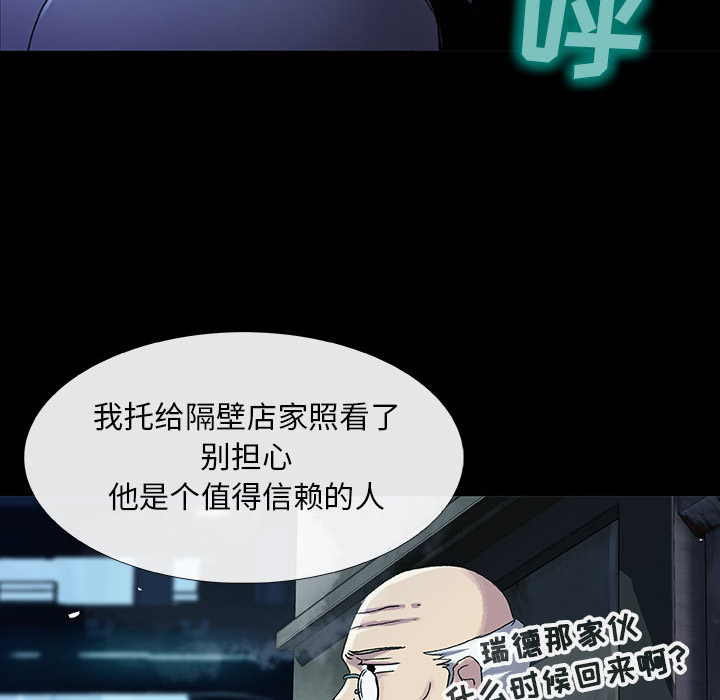 呼
我托给隔壁店家照看了
别担心
他是个值得信赖的人
瑞德那家伙
什么时候回来啊?